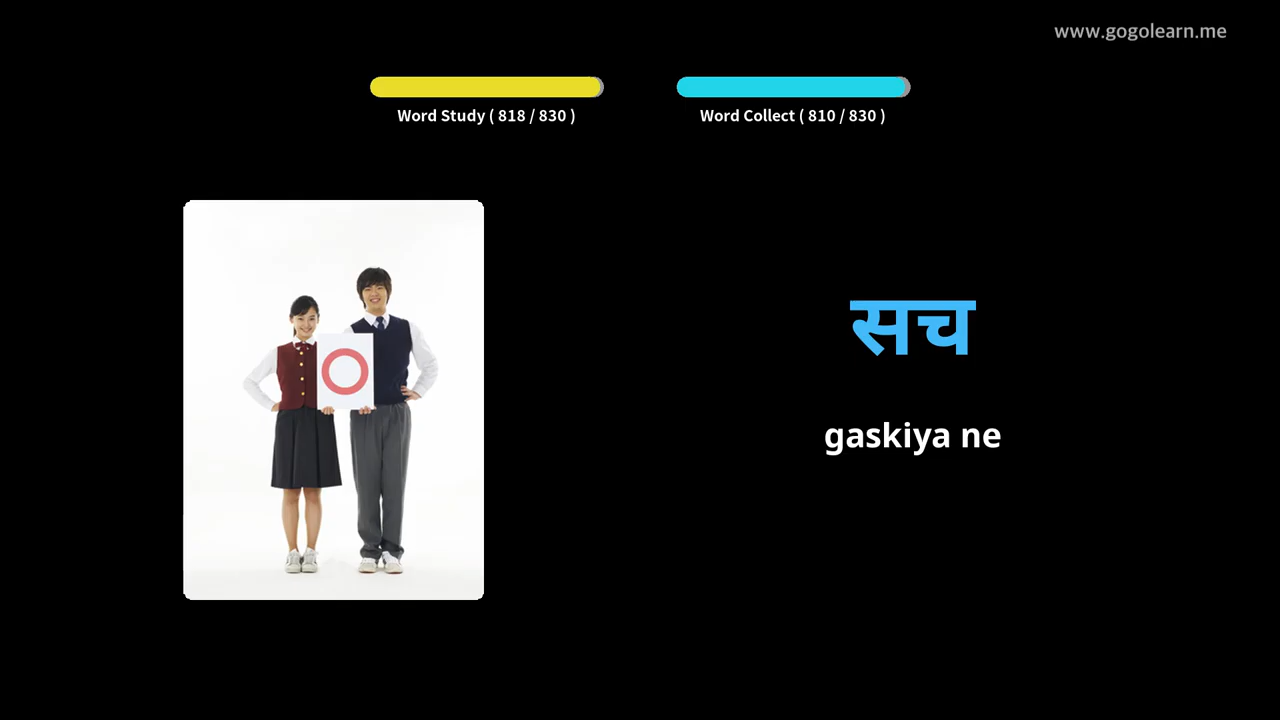 www.gogolearn.me
Word Study ( 818 / 830 )
Word Collect ( 810 / 830 )
सच
gaskiya ne